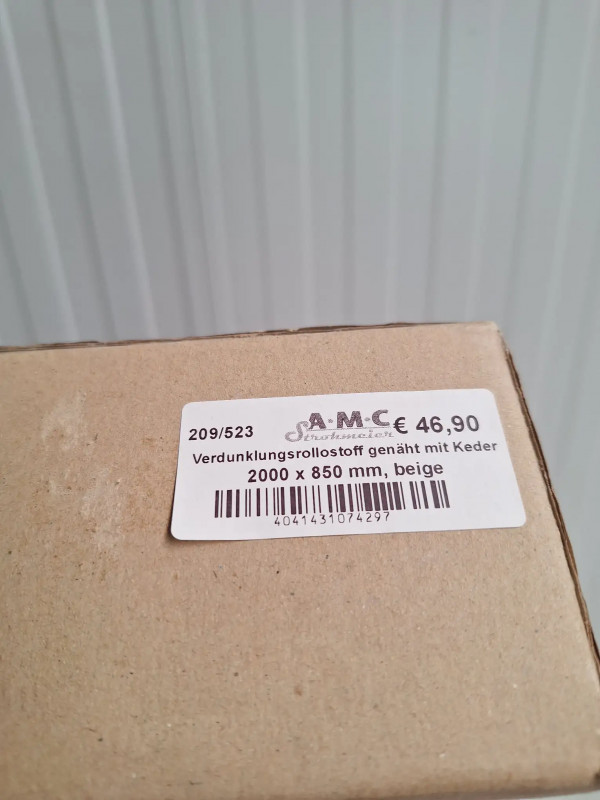 209/523 A·M·C € 46,90
Strohmeier
Verdunklungsrollostoff genäht mit Keder
2000 x 850 mm, beige
4041431074297